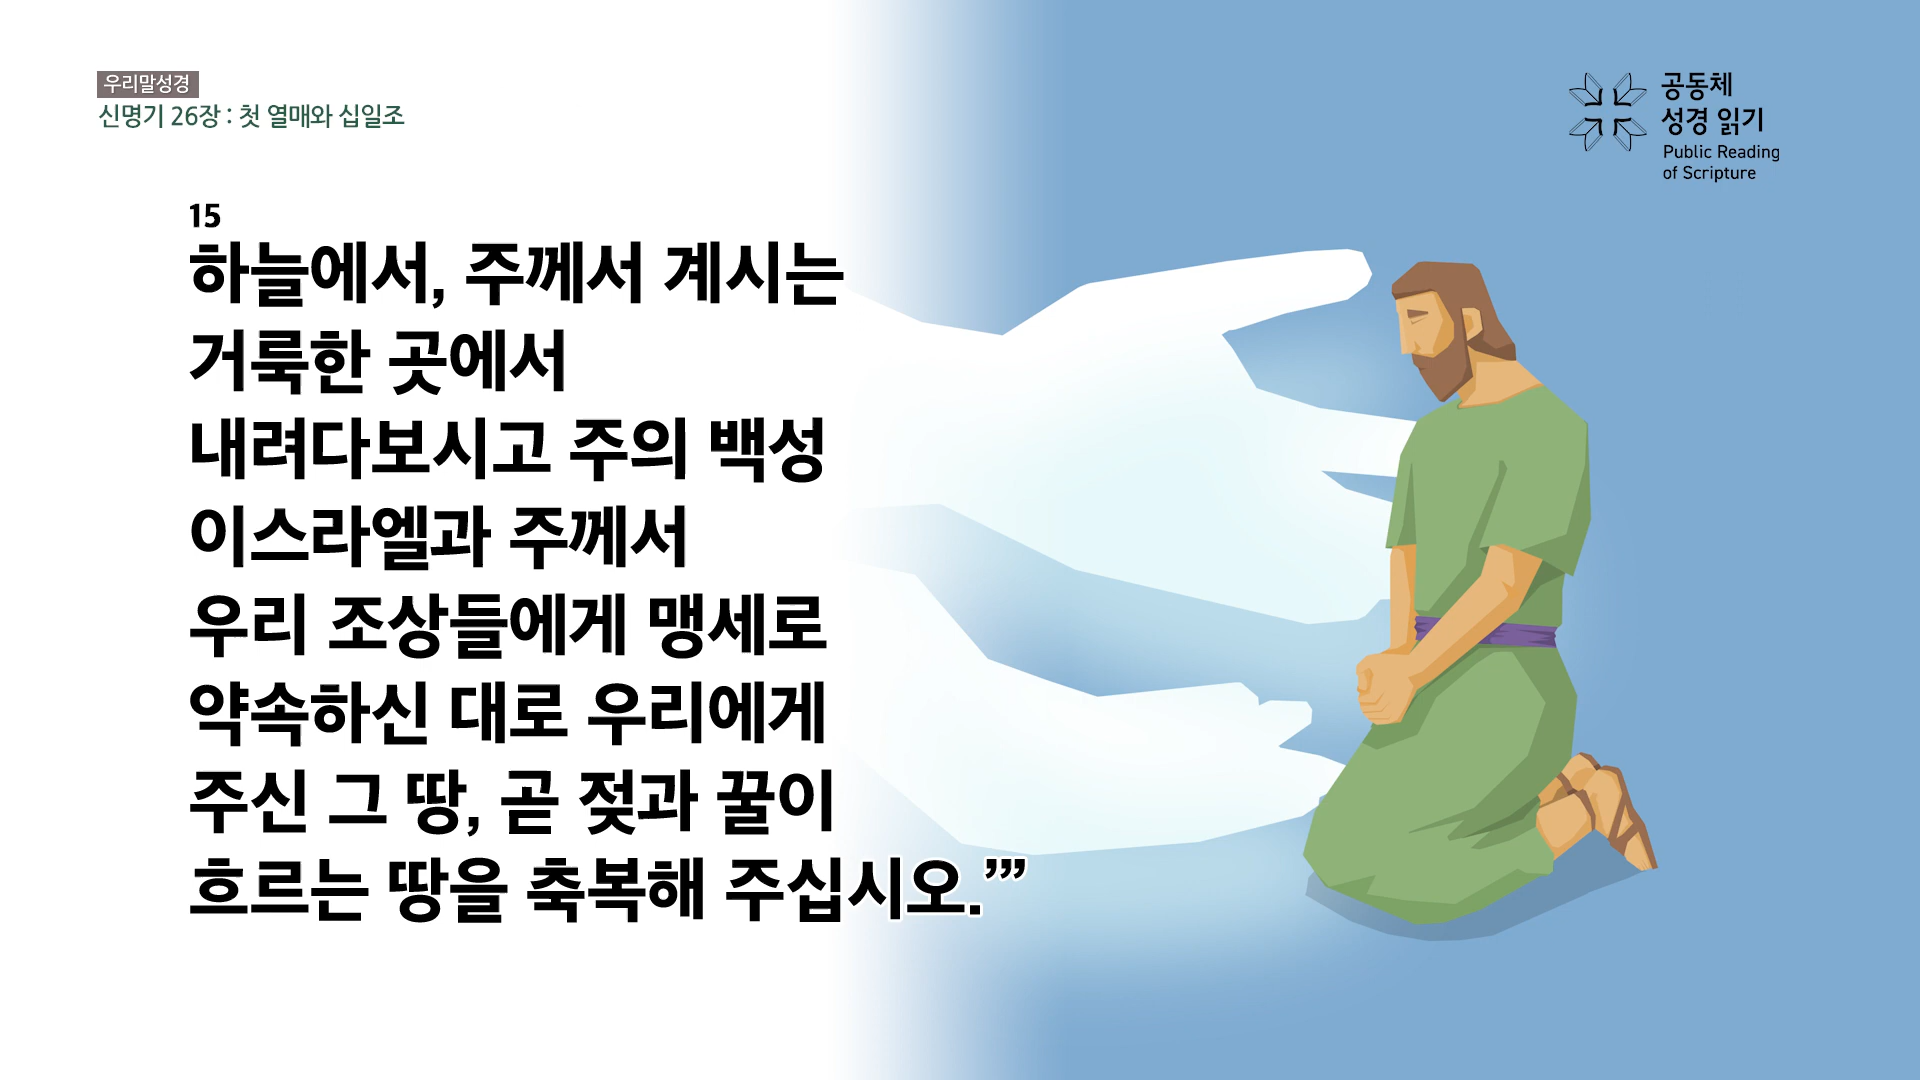 우리말성경
신명기 26장 : 첫 열매와 십일조
공동체
성경 읽기
Public Reading
of Scripture
15
하늘에서, 주께서 계시는
거룩한 곳에서
내려다보시고 주의 백성
이스라엘과 주께서
우리 조상들에게 맹세로
약속하신 대로 우리에게
주신 그 땅, 곧 젖과 꿀이
흐르는 땅을 축복해 주십시오.’”